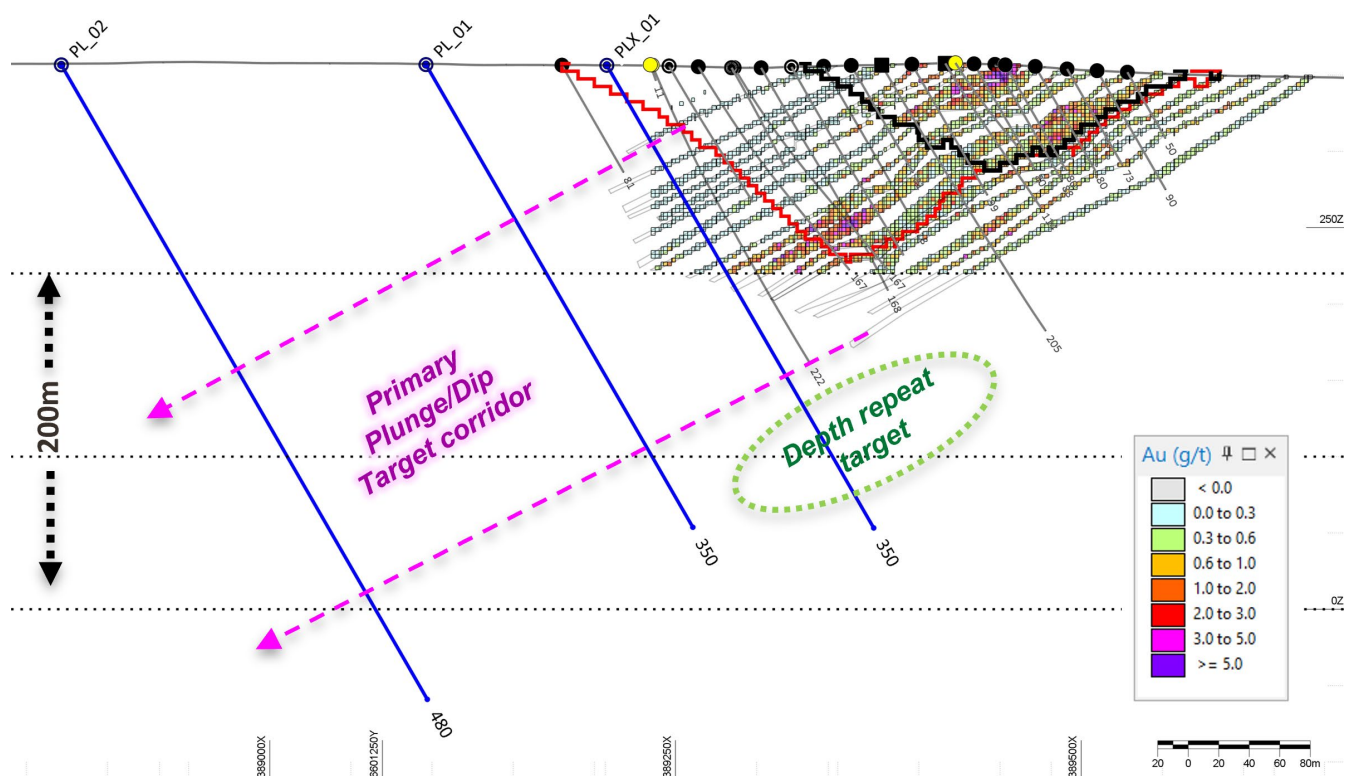 PL_02
PL_01
PLX_01
11
81
50
80
73
90
250Z
167
167
168
205
222
200m
Primary
Plunge/Dip
Target corridor
Depth repeat
target
350
350
480
0Z
Au (g/t)
< 0.0
0.0 to 0.3
0.3 to 0.6
0.6 to 1.0
1.0 to 2.0
2.0 to 3.0
3.0 to 5.0
>= 5.0
389000X
6601250Y
389250X
389500X
20 0 20 40 60 80m